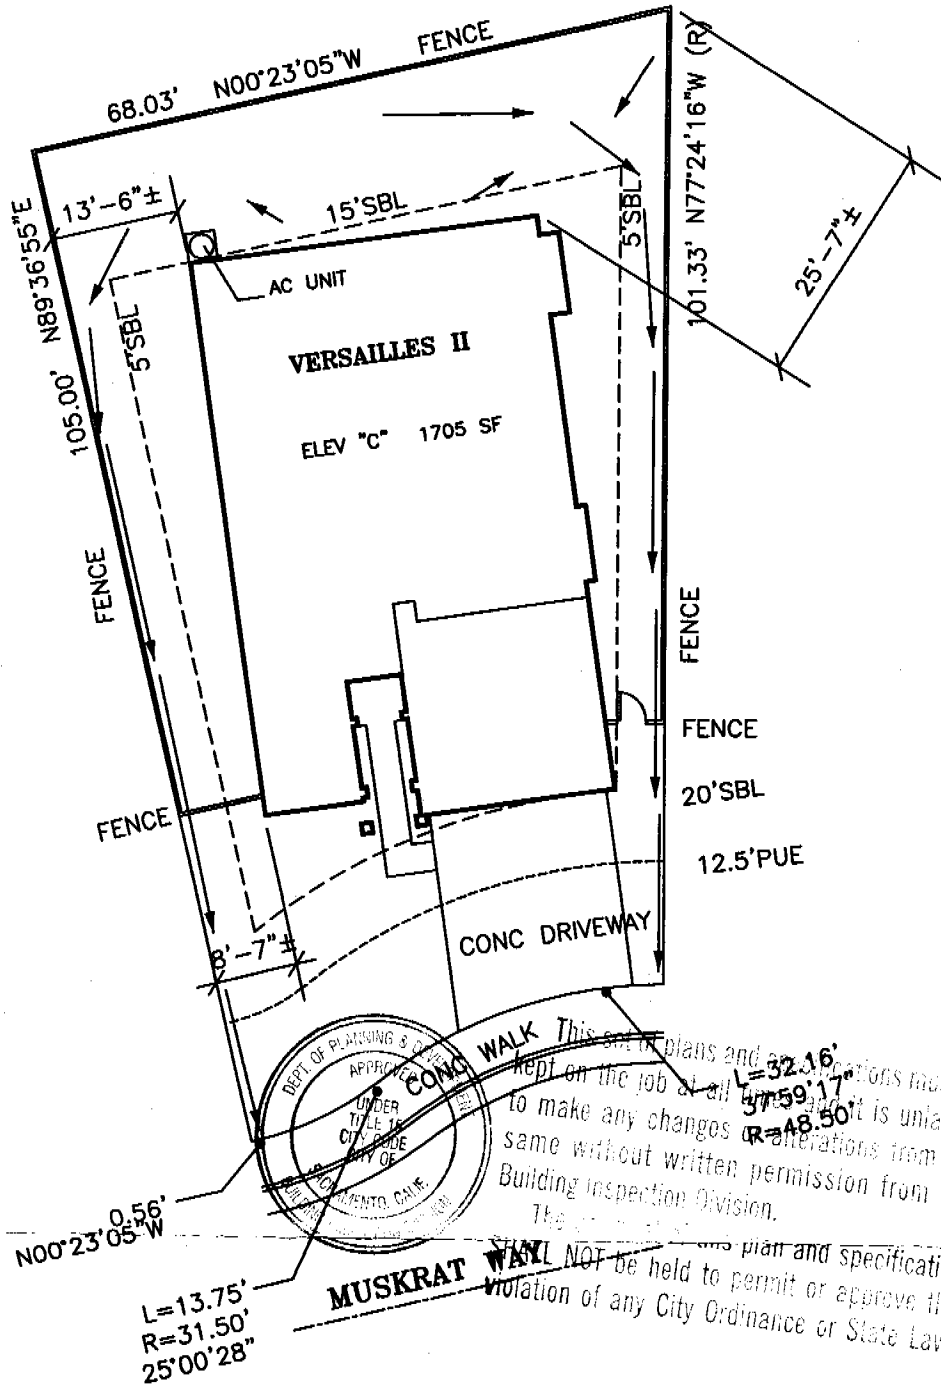 FENCE
68.03' N00°23'05"W
101.33' N77°24'16"W (R)
13'-6"±
15'SBL
5'SBL
25'-7"±
N89°36'55"E
105.00'
5'SBL
AC UNIT
VERSAILLES II
ELEV "C" 1705 SF
FENCE
FENCE
FENCE
20'SBL
FENCE
12.5'PUE
CONC DRIVEWAY
8'-7"±
CONC WALK
DEPT. OF PLANNING &
APPROVED
UNDER
TITLE 15
CITY CODE
CITY OF
SACRAMENTO, CALIF.
BUILDING
This set of plans and
kept on the job at all times and it is
to make any changes or alterations from
same without written permission from
Building Inspection Division.
The
this plan and
SHALL NOT be held to permit or approve
Violation of any City Ordinance or State Law
L=32.16'
37°59'17"
R=48.50'
0.56'
N00°23'05"W
MUSKRAT WAY
L=13.75'
R=31.50'
25°00'28"